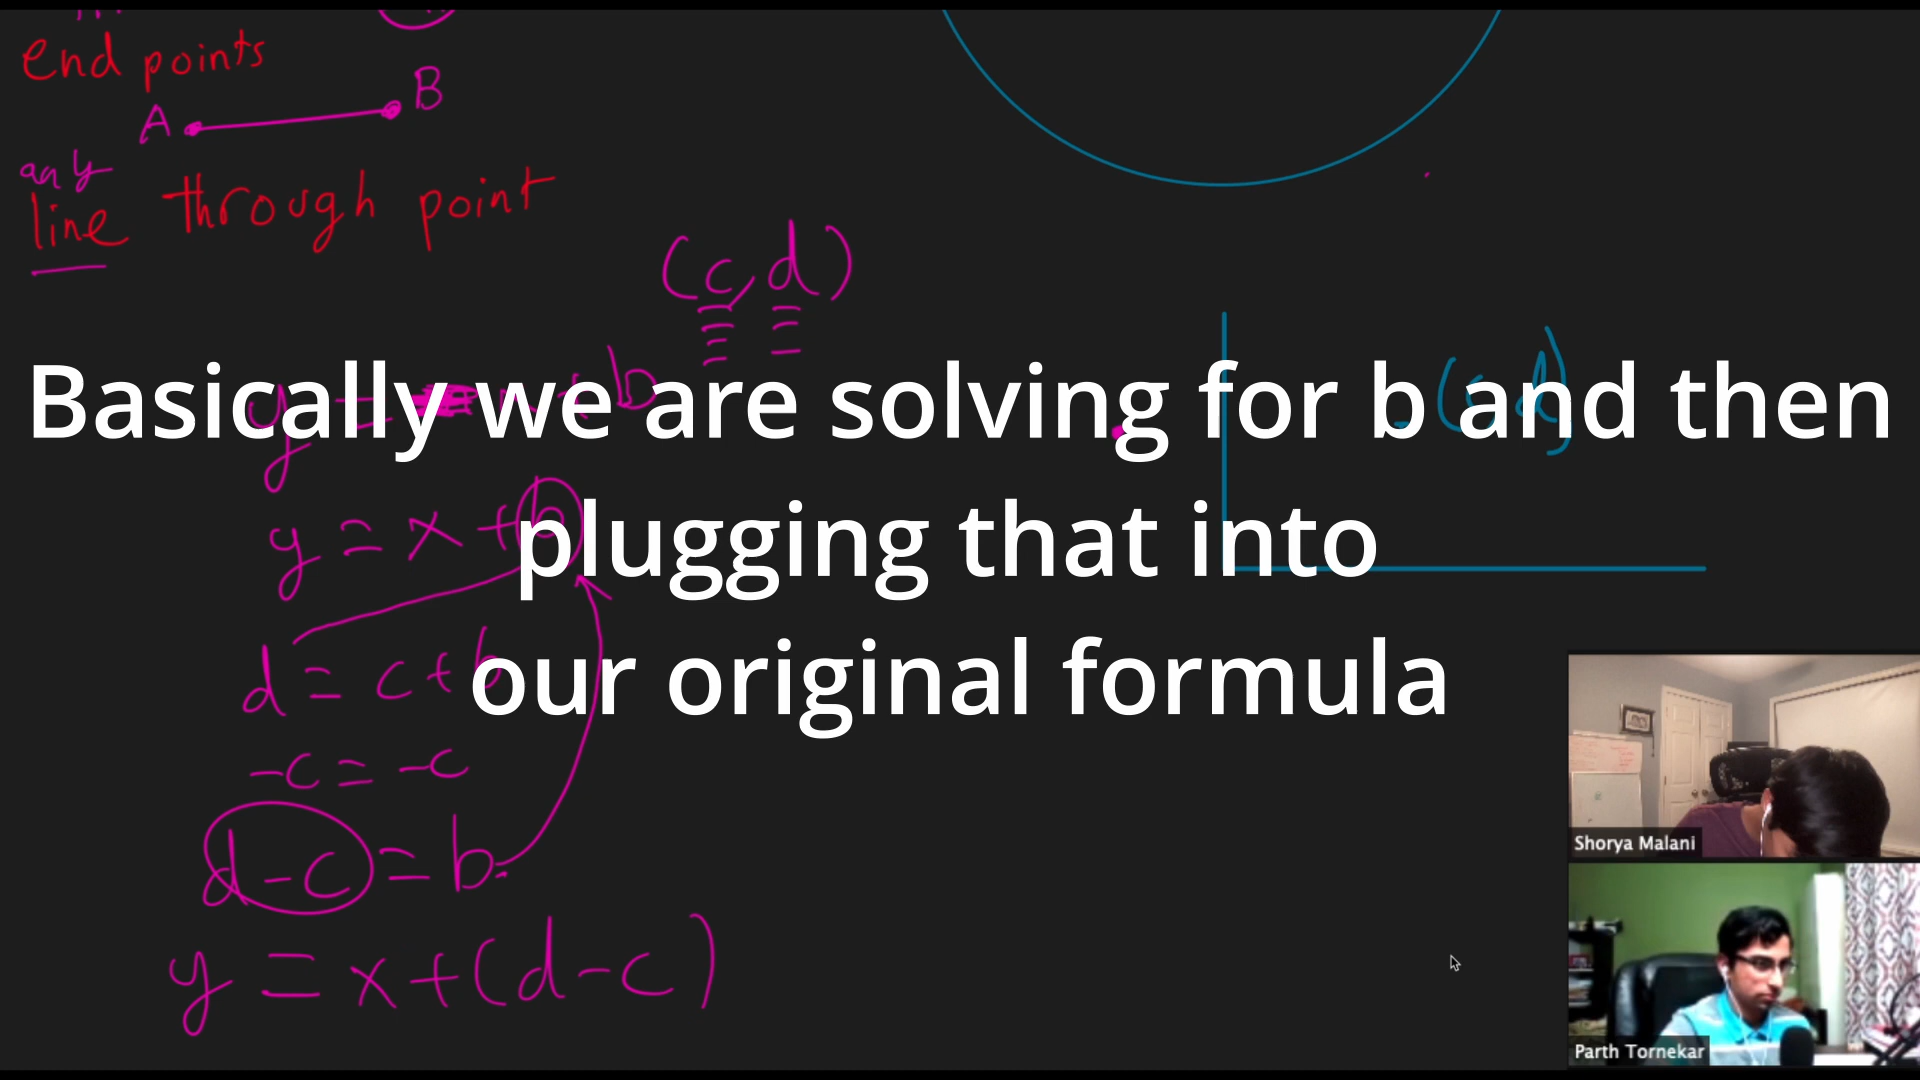 end points
A B
any
line through point
(c,d)
y = x + b
(c, d)
Basically we are solving for b and then
plugging that into
our original formula
y = x + b
d = c + b
-c = -c
d - c = b
y = x + (d - c)
Shorya Malani
Parth Tornekar